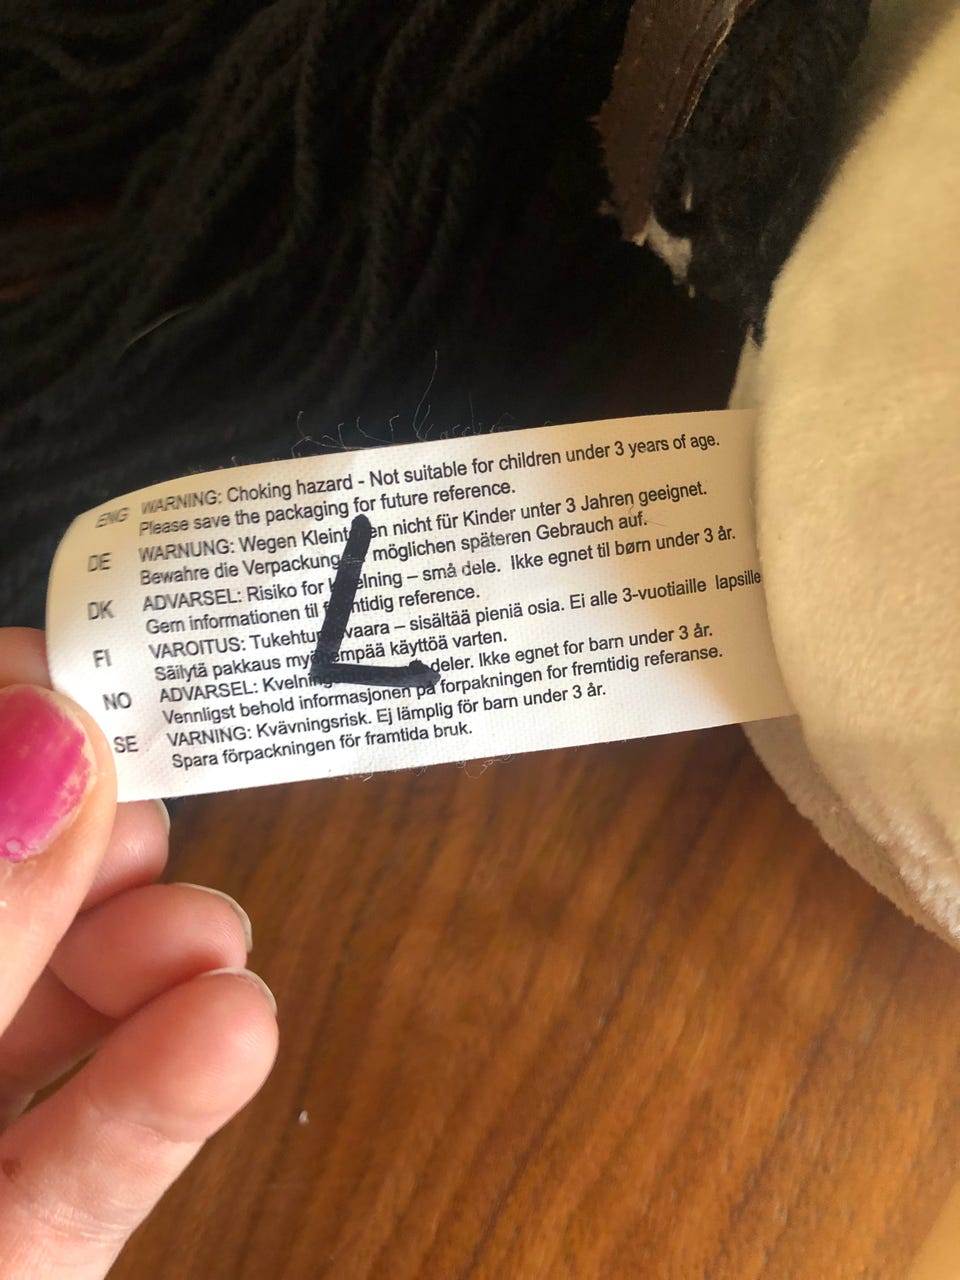 ENG WARNING: Choking hazard - Not suitable for children under 3 years of age.
Please save the packaging for future reference.
DE WARNUNG: Wegen nicht für Kinder unter 3 Jahren geeignet.
Bewahre die Verpackung möglichen späteren Gebrauch auf.
DK ADVARSEL: Risiko for – små dele. Ikke egnet til børn under 3 år.
Gem informationen til reference.
FI VAROITUS: – sisältää pieniä osia. Ei alle 3-vuotiaille lapsille
Säilytä pakkaus käyttöä varten.
NO ADVARSEL: deler. Ikke egnet for barn under 3 år.
Vennligst behold informasjonen på forpakningen for fremtidig referanse.
SE VARNING: Kvävningsrisk. Ej lämplig för barn under 3 år.
Spara förpackningen för framtida bruk.
L